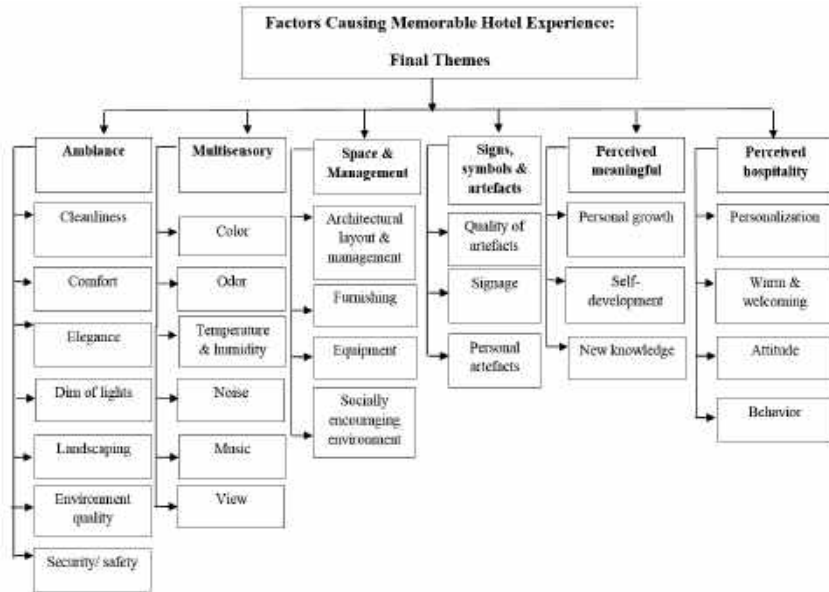 Factors Causing Memorable Hotel Experience:
Final Themes
Ambiance
Cleanliness
Comfort
Elegance
Dim of lights
Landscaping
Environment
quality
Security/ safety
Multisensory
Color
Odor
Temperature
& humidity
Noise
Music
View
Space &
Management
Architectural
layout &
management
Furnishing
Equipment
Socially
encouraging
environment
Signs,
symbols &
artefacts
Quality of
artefacts
Signage
Personal
artefacts
Perceived
meaningful
Personal growth
Self-
development
New knowledge
Perceived
hospitality
Personalization
Warm &
welcoming
Attitude
Behavior